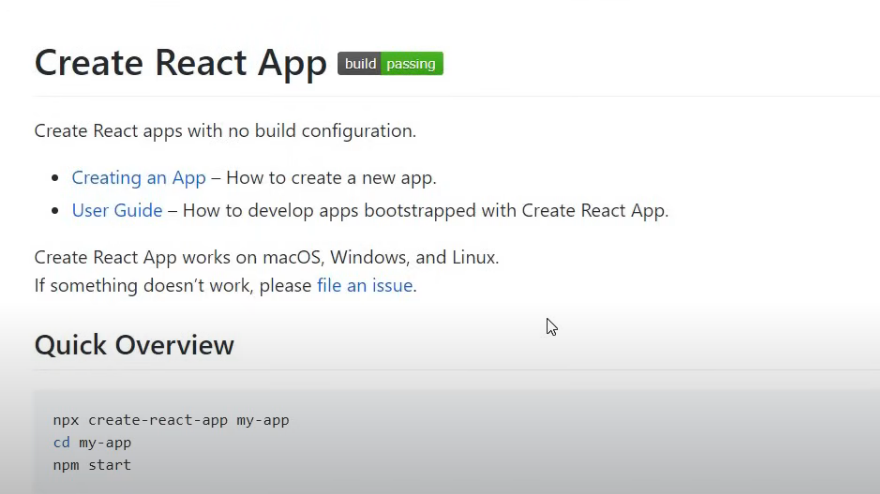 Create React App build passing
Create React apps with no build configuration.
• Creating an App – How to create a new app.
• User Guide – How to develop apps bootstrapped with Create React App.
Create React App works on macOS, Windows, and Linux.
If something doesn’t work, please file an issue.
Quick Overview
npx create-react-app my-app
cd my-app
npm start